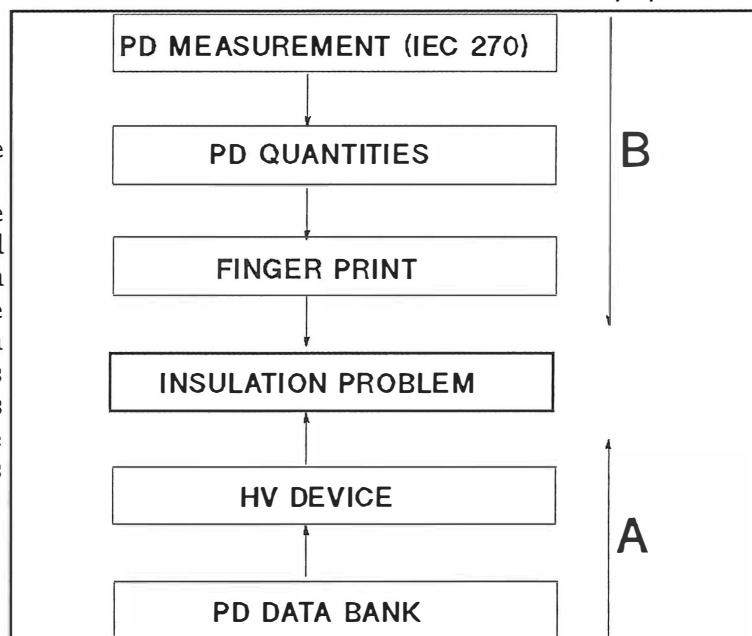 PD MEASUREMENT (IEC 270)
PD QUANTITIES
B
FINGER PRINT
INSULATION PROBLEM
HV DEVICE
A
PD DATA BANK